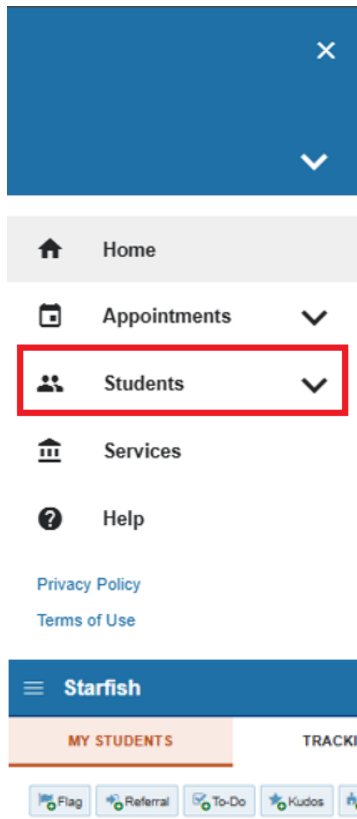 Home
Appointments
Students
Services
Help
Privacy Policy
Terms of Use
Starfish
MY STUDENTS
Flag Referral To-Do Kudos